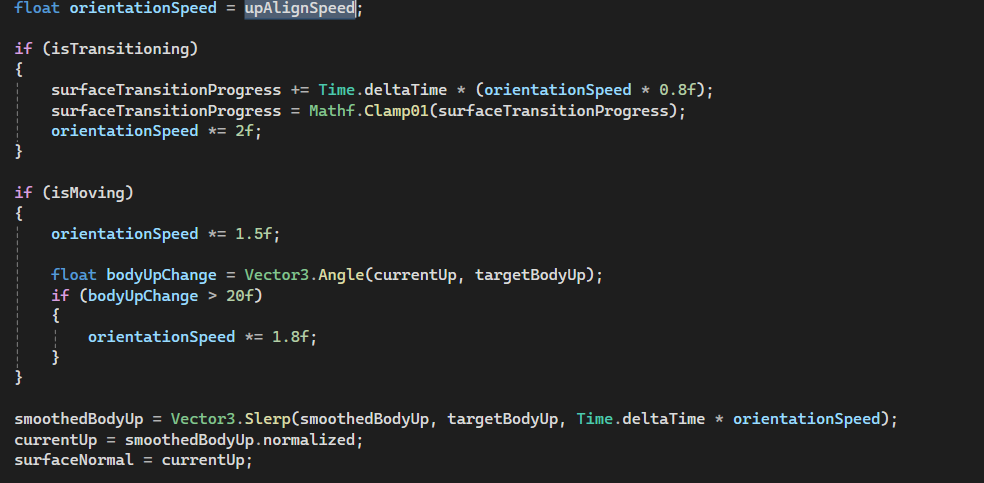 float orientationSpeed = upAlignSpeed;
if (isTransitioning)
{
surfaceTransitionProgress += Time.deltaTime * (orientationSpeed * 0.8f);
surfaceTransitionProgress = Mathf.Clamp01(surfaceTransitionProgress);
orientationSpeed *= 2f;
}
if (isMoving)
{
orientationSpeed *= 1.5f;
float bodyUpChange = Vector3.Angle(currentUp, targetBodyUp);
if (bodyUpChange > 20f)
{
orientationSpeed *= 1.8f;
}
}
smoothedBodyUp = Vector3.Slerp(smoothedBodyUp, targetBodyUp, Time.deltaTime * orientationSpeed);
currentUp = smoothedBodyUp.normalized;
surfaceNormal = currentUp;